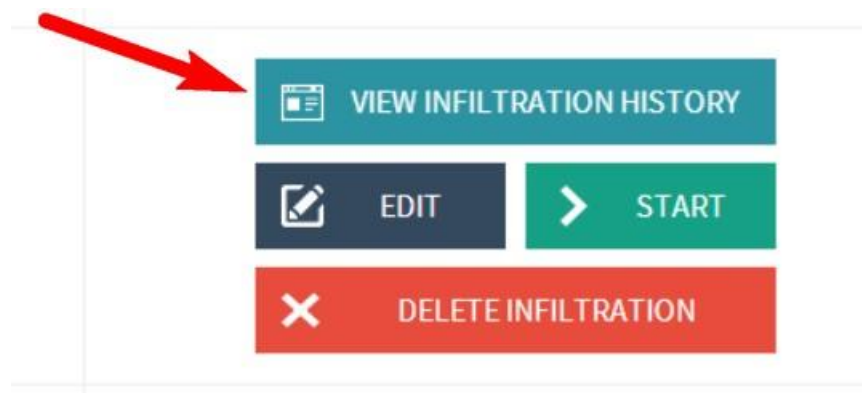 VIEW INFILTRATION HISTORY
EDIT
START
DELETE INFILTRATION